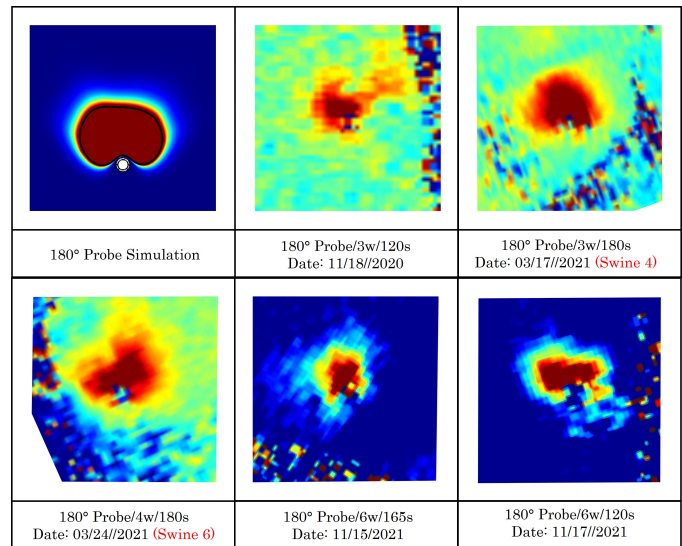 180° Probe Simulation
180° Probe/3w/120s
Date: 11/18//2020
180° Probe/3w/180s
Date: 03/17//2021 (Swine 4)
180° Probe/4w/180s
Date: 03/24//2021 (Swine 6)
180° Probe/6w/165s
Date: 11/15/2021
180° Probe/6w/120s
Date: 11/17//2021